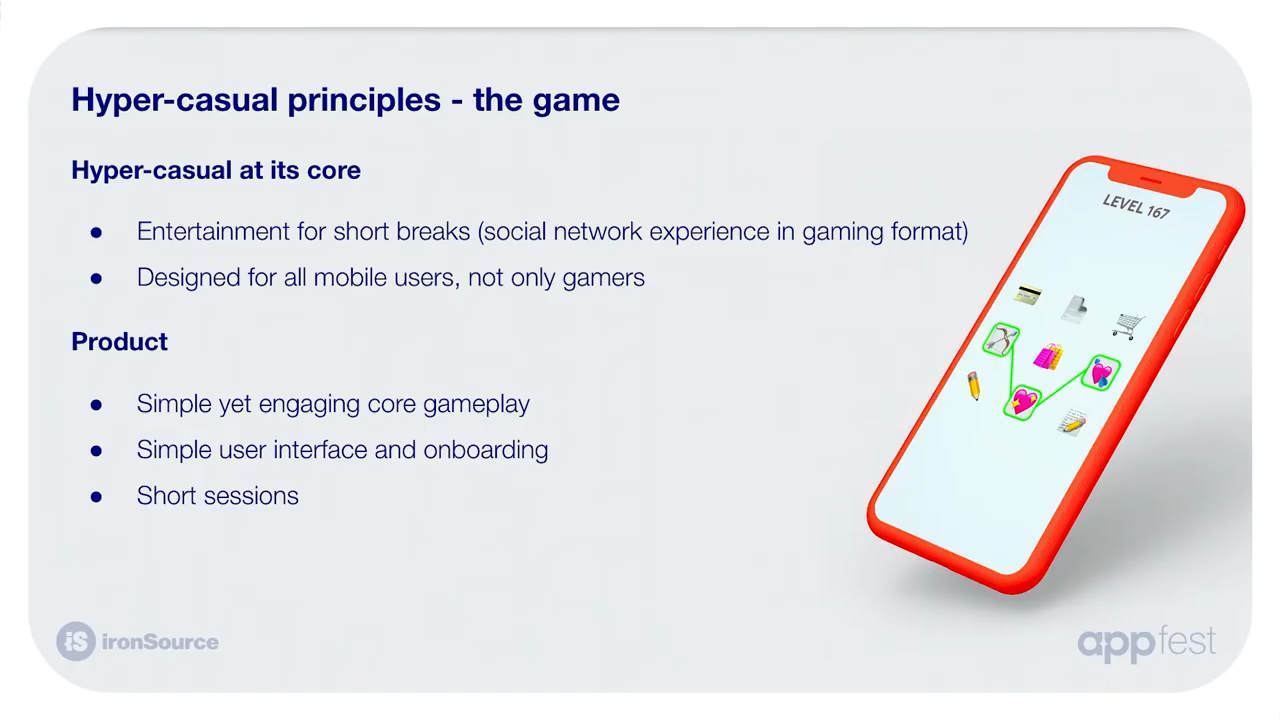 Hyper-casual principles - the game
Hyper-casual at its core
● Entertainment for short breaks (social network experience in gaming format)
● Designed for all mobile users, not only gamers
Product
● Simple yet engaging core gameplay
● Simple user interface and onboarding
● Short sessions
LEVEL 167
iS ironSource
appfest